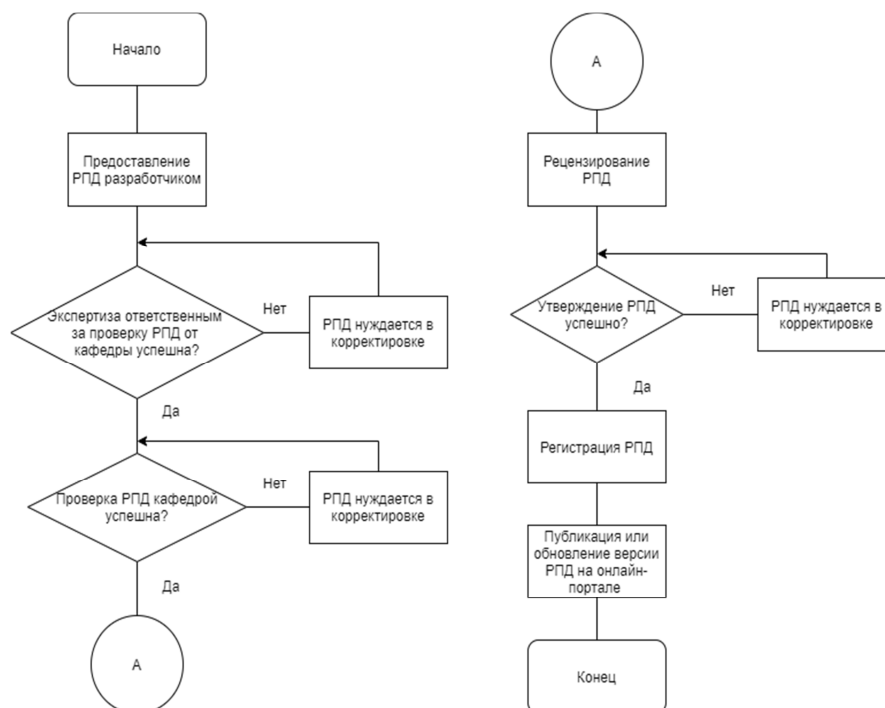 Начало
Предоставление
РПД разработчиком
Экспертиза ответственным
за проверку РПД от
кафедры успешна?
Нет
РПД нуждается в
корректировке
Да
Проверка РПД кафедрой
успешна?
Нет
РПД нуждается в
корректировке
Да
А
А
Рецензирование
РПД
Утверждение РПД
успешно?
Нет
РПД нуждается в
корректировке
Да
Регистрация РПД
Публикация или
обновление версии
РПД на онлайн-
портале
Конец